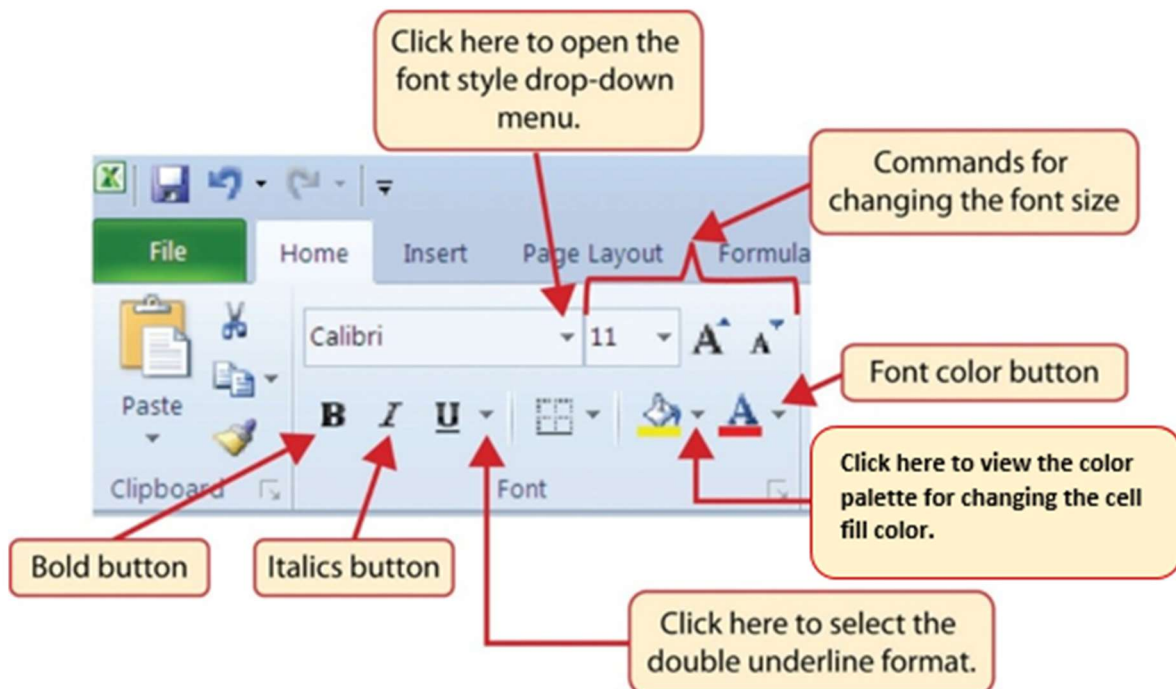 Click here to open the
font style drop-down
menu.
Commands for
changing the font size
File
Home
Insert
Page Layout
Formula
Calibri
11
A
A
Font color button
Paste
B
I
U
A
Click here to view the color
palette for changing the cell
fill color.
Clipboard
Font
Bold button
Italics button
Click here to select the
double underline format.